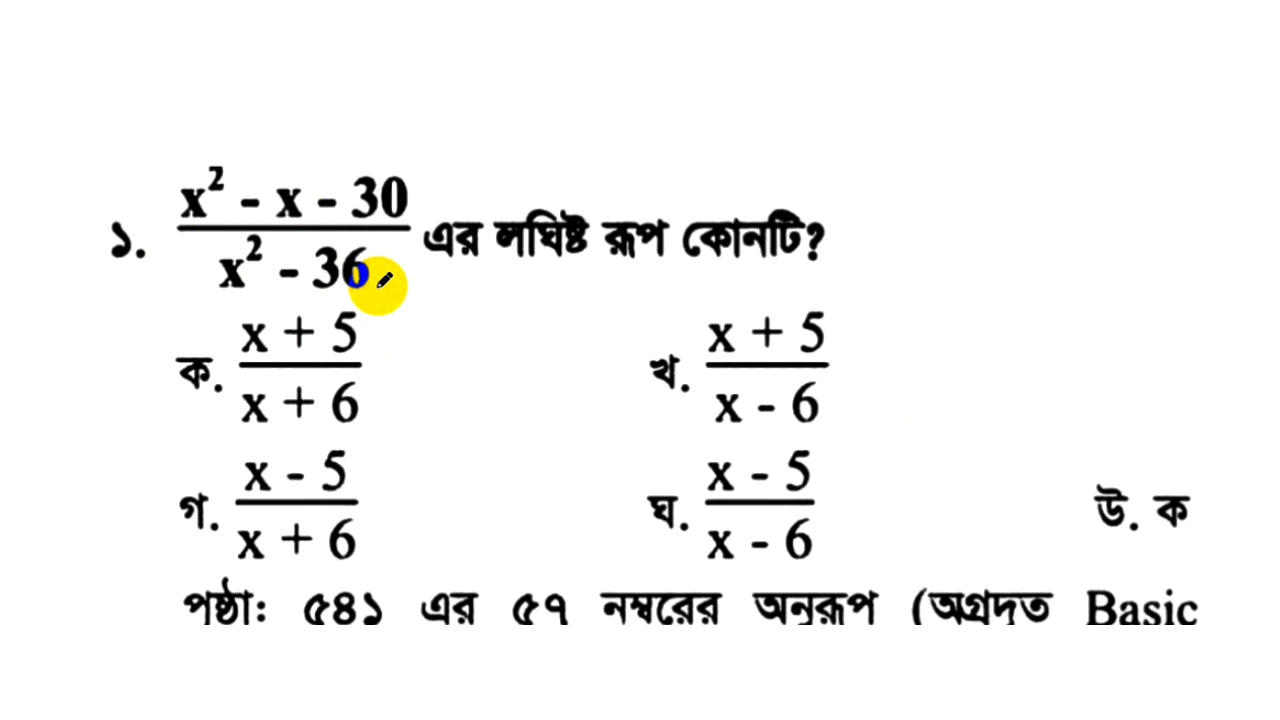 ১. x² - x - 30 / x² - 36 এর লঘিষ্ট রূপ কোনটি?
ক. x + 5 / x + 6 খ. x + 5 / x - 6
গ. x - 5 / x + 6 ঘ. x - 5 / x - 6 উ. ক
পৃষ্ঠা: ৫৪১ এর ৫৭ নম্বরের অনুরূপ (অগ্রদূত Basic